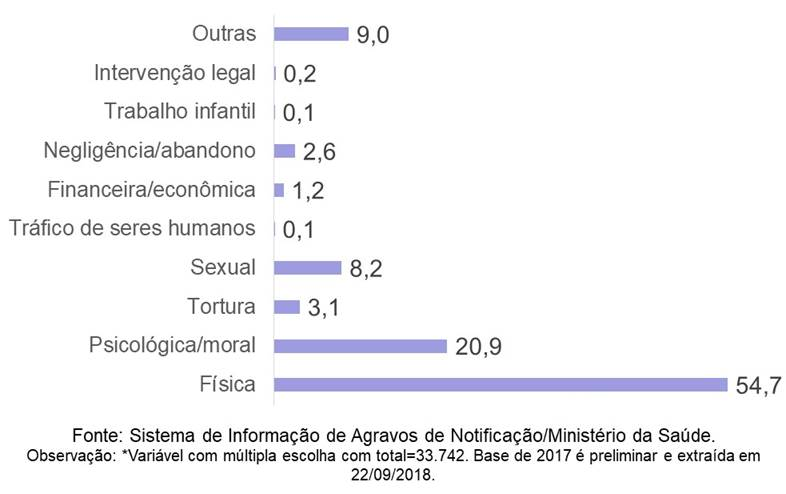 Outras 9,0
Intervenção legal 0,2
Trabalho infantil 0,1
Negligência/abandono 2,6
Financeira/econômica 1,2
Tráfico de seres humanos 0,1
Sexual 8,2
Tortura 3,1
Psicológica/moral 20,9
Física 54,7
Fonte: Sistema de Informação de Agravos de Notificação/Ministério da Saúde.
Observação: *Variável com múltipla escolha com total=33.742. Base de 2017 é preliminar e extraída em
22/09/2018.